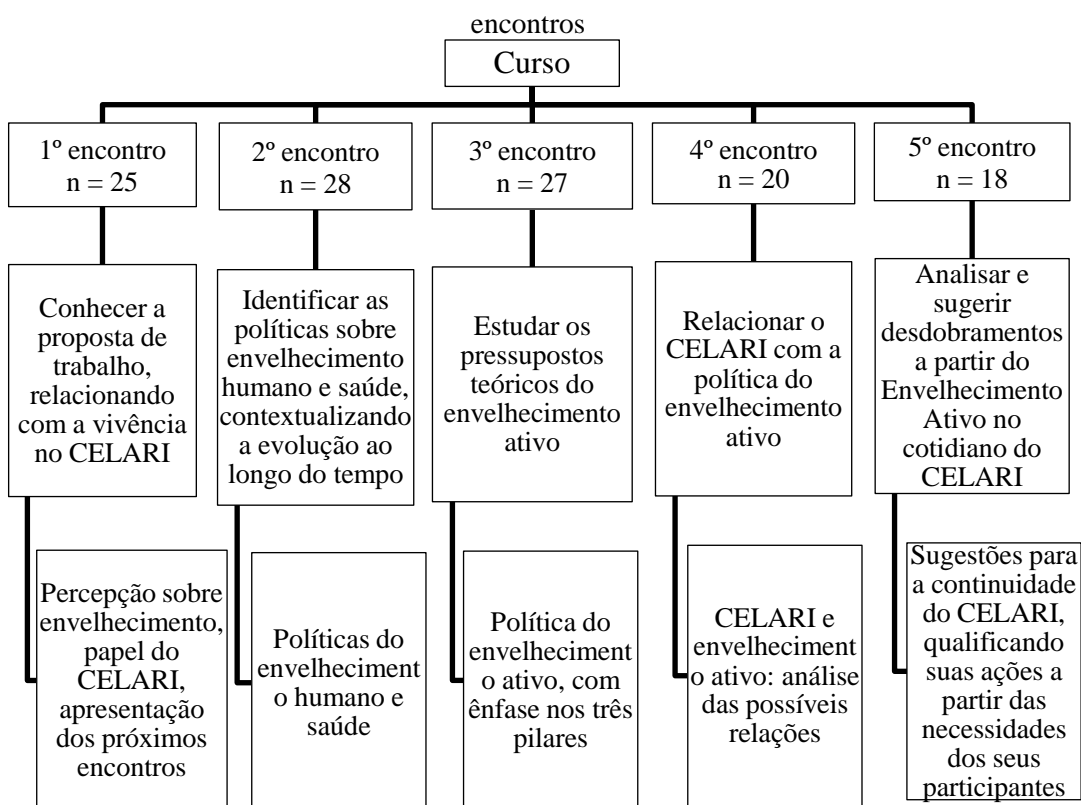 encontros
Curso
1º encontro
n = 25
2º encontro
n = 28
3º encontro
n = 27
4º encontro
n = 20
5º encontro
n = 18
Conhecer a
proposta de
trabalho,
relacionando
com a vivência
no CELARI
Identificar as
políticas sobre
envelhecimento
humano e saúde,
contextualizando
a evolução ao
longo do tempo
Estudar os
pressupostos
teóricos do
envelhecimento
ativo
Relacionar o
CELARI com a
política do
envelhecimento
ativo
Analisar e
sugerir
desdobramentos
a partir do
Envelhecimento
Ativo no
cotidiano do
CELARI
Percepção sobre
envelhecimento,
papel do
CELARI,
apresentação
dos próximos
encontros
Políticas do
envelheciment
o humano e
saúde
Política do
envelheciment
o ativo, com
ênfase nos três
pilares
CELARI e
envelheciment
o ativo: análise
das possíveis
relações
Sugestões para
a continuidade
do CELARI,
qualificando
suas ações a
partir das
necessidades
dos seus
participantes